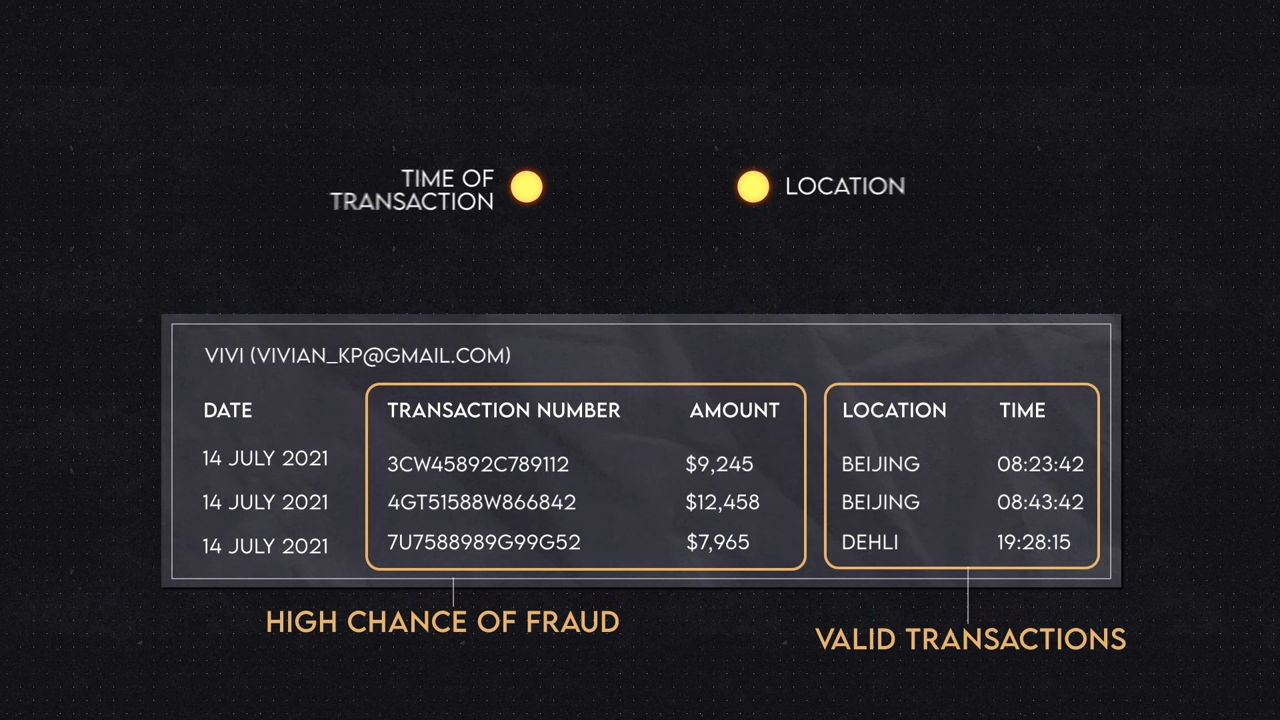 TIME OF
TRANSACTION
LOCATION
VIVI (VIVIAN_KP@GMAIL.COM)
DATE TRANSACTION NUMBER AMOUNT LOCATION TIME
14 JULY 2021 3CW45892C789112 $9,245 BEIJING 08:23:42
14 JULY 2021 4GT51588W866842 $12,458 BEIJING 08:43:42
14 JULY 2021 7U7588989G99G52 $7,965 DEHLI 19:28:15
HIGH CHANCE OF FRAUD
VALID TRANSACTIONS